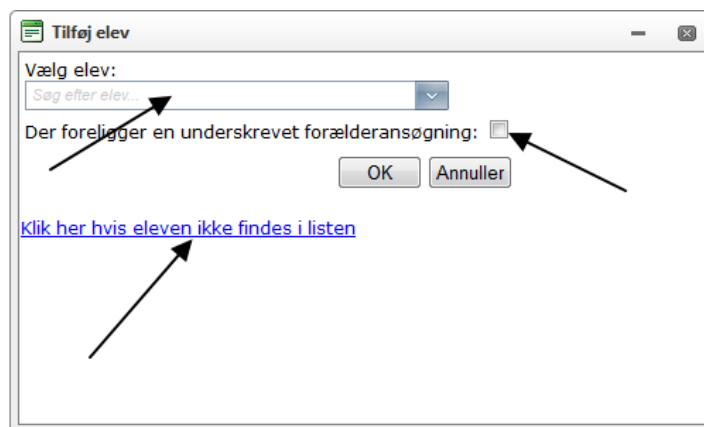 Tilføj elev
Vælg elev:
Søg efter elev...
Der foreligger en underskrevet forælderansøgning:
OK Annuller
Klik her hvis eleven ikke findes i listen